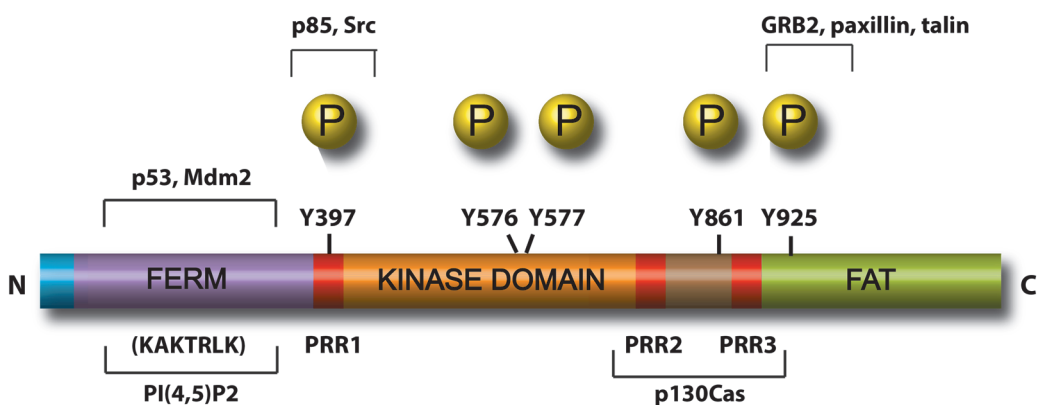 p85, Src
GRB2, paxillin, talin
P P P P P
p53, Mdm2
Y397 Y576 Y577 Y861 Y925
N FERM KINASE DOMAIN FAT C
(KAKTRLK) PRR1 PRR2 PRR3
PI(4,5)P2 p130Cas